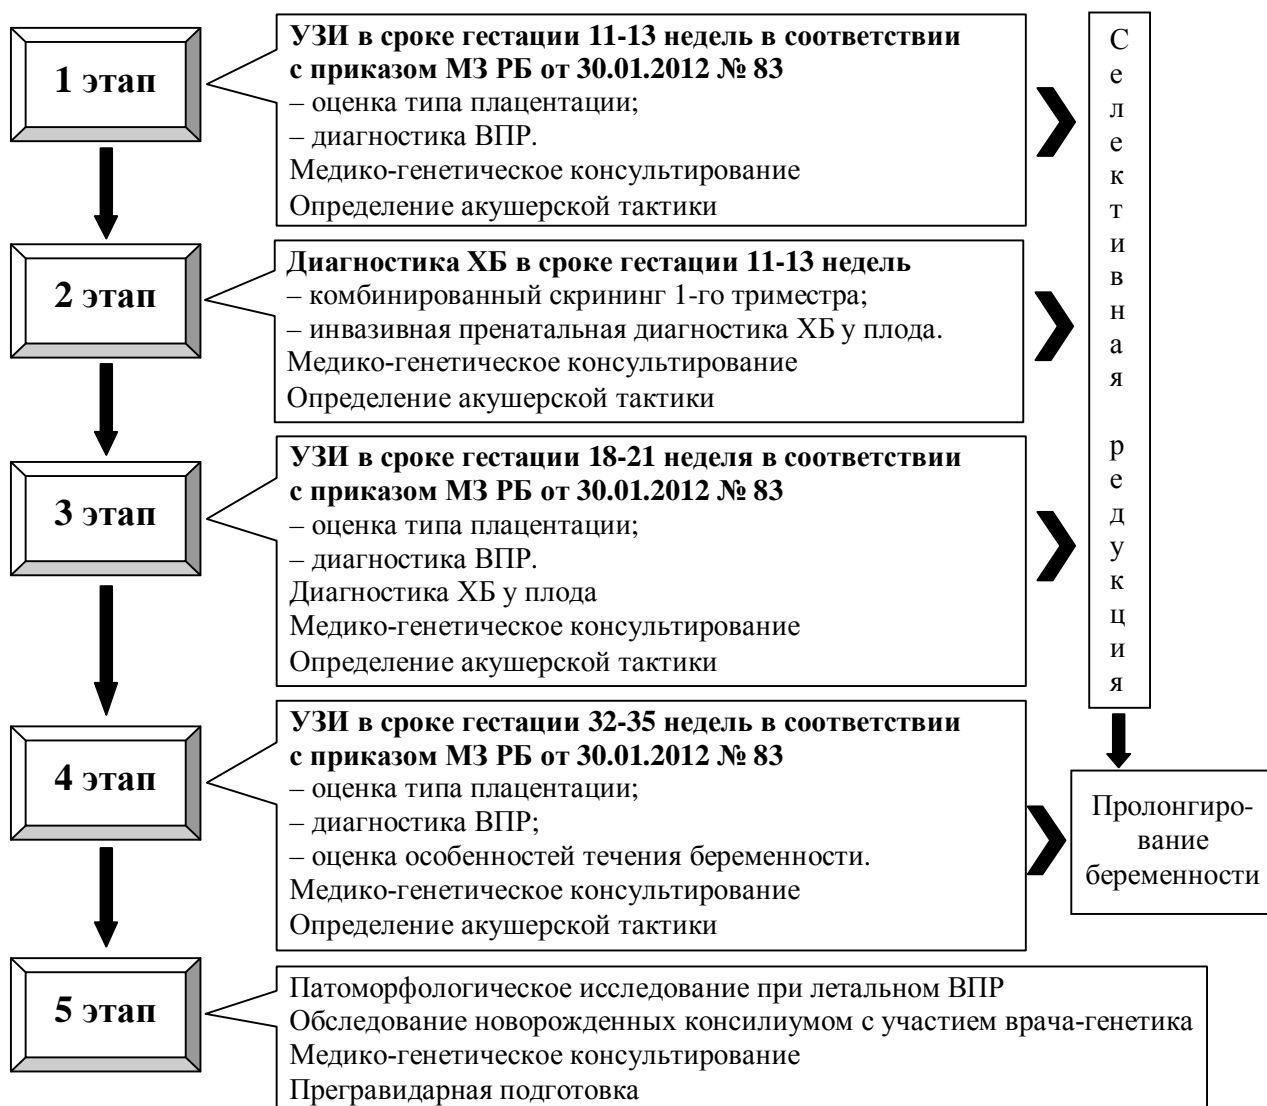 1 этап
УЗИ в сроке гестации 11-13 недель в соответствии
с приказом МЗ РБ от 30.01.2012 № 83
– оценка типа плацентации;
– диагностика ВПР.
Медико-генетическое консультирование
Определение акушерской тактики
2 этап
Диагностика ХБ в сроке гестации 11-13 недель
– комбинированный скрининг 1-го триместра;
– инвазивная пренатальная диагностика ХБ у плода.
Медико-генетическое консультирование
Определение акушерской тактики
3 этап
УЗИ в сроке гестации 18-21 неделя в соответствии
с приказом МЗ РБ от 30.01.2012 № 83
– оценка типа плацентации;
– диагностика ВПР.
Диагностика ХБ у плода
Медико-генетическое консультирование
Определение акушерской тактики
4 этап
УЗИ в сроке гестации 32-35 недель в соответствии
с приказом МЗ РБ от 30.01.2012 № 83
– оценка типа плацентации;
– диагностика ВПР;
– оценка особенностей течения беременности.
Медико-генетическое консультирование
Определение акушерской тактики
5 этап
Патоморфологическое исследование при летальном ВПР
Обследование новорожденных консилиумом с участием врача-генетика
Медико-генетическое консультирование
Прегравидарная подготовка
Селективная редукция
Пролонгиро-
вание
беременности